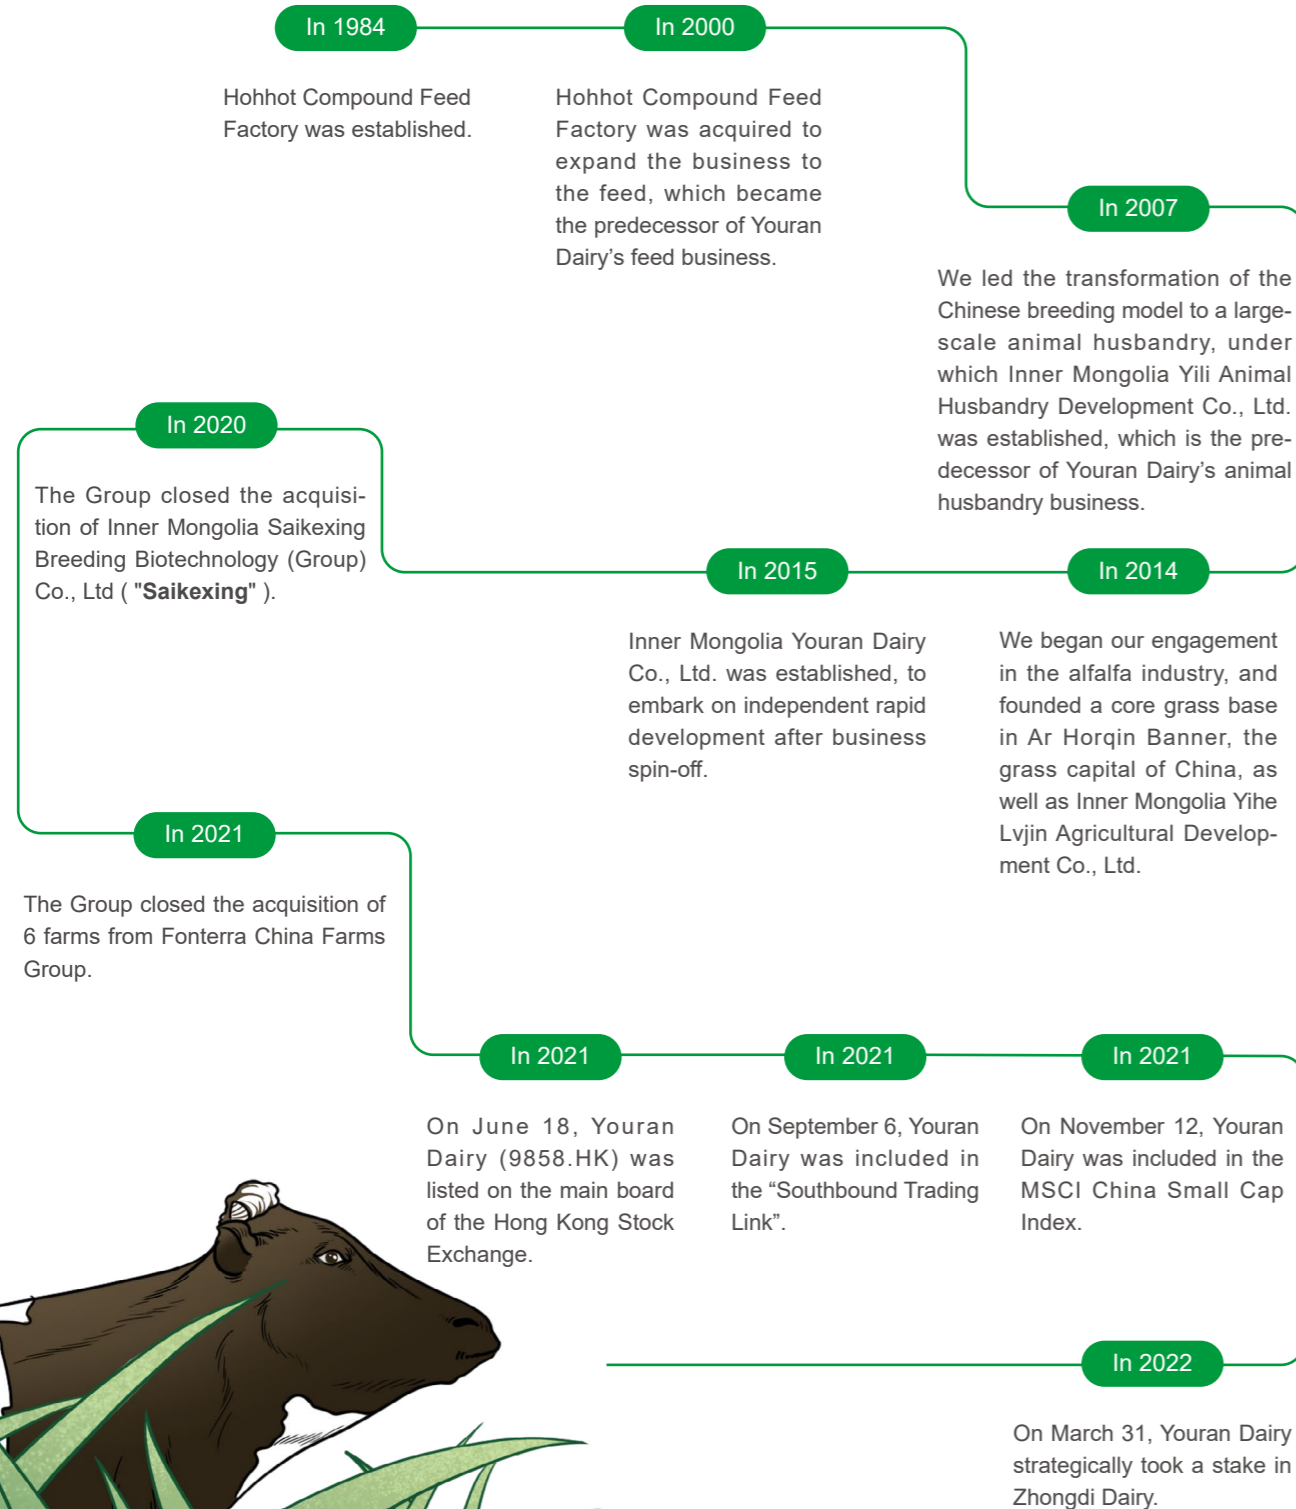 In 1984
Hohhot Compound Feed
Factory was established.
In 2000
Hohhot Compound Feed
Factory was acquired to
expand the business to
the feed, which became
the predecessor of Youran
Dairy’s feed business.
In 2007
We led the transformation of the
Chinese breeding model to a large-
scale animal husbandry, under
which Inner Mongolia Yili Animal
Husbandry Development Co., Ltd.
was established, which is the pre-
decessor of Youran Dairy’s animal
husbandry business.
In 2014
We began our engagement
in the alfalfa industry, and
founded a core grass base
in Ar Horqin Banner, the
grass capital of China, as
well as Inner Mongolia Yihe
Lvjin Agricultural Develop-
ment Co., Ltd.
In 2015
Inner Mongolia Youran Dairy
Co., Ltd. was established, to
embark on independent rapid
development after business
spin-off.
In 2020
The Group closed the acquisi-
tion of Inner Mongolia Saikexing
Breeding Biotechnology (Group)
Co., Ltd ( "Saikexing" ).
In 2021
The Group closed the acquisition of
6 farms from Fonterra China Farms
Group.
In 2021
On June 18, Youran
Dairy (9858.HK) was
listed on the main board
of the Hong Kong Stock
Exchange.
In 2021
On September 6, Youran
Dairy was included in
the “Southbound Trading
Link”.
In 2021
On November 12, Youran
Dairy was included in the
MSCI China Small Cap
Index.
In 2022
On March 31, Youran Dairy
strategically took a stake in
Zhongdi Dairy.